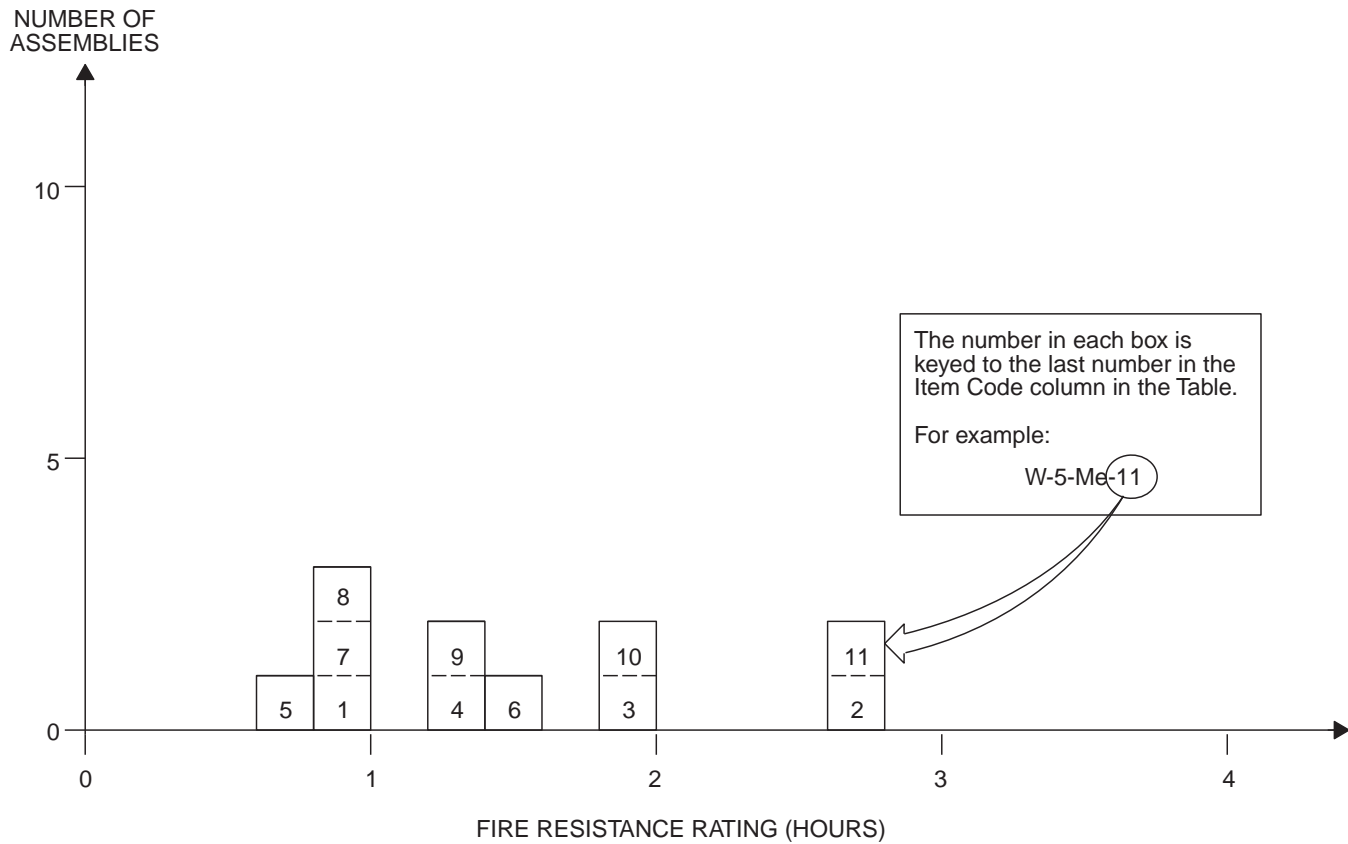 NUMBER OF
ASSEMBLIES
10
The number in each box is
keyed to the last number in the
Item Code column in the Table.
For example:
5
W-5-Me-11
8
7
9
10
11
5
1
4
6
3
2
0
0
1
2
3
4
FIRE RESISTANCE RATING (HOURS)